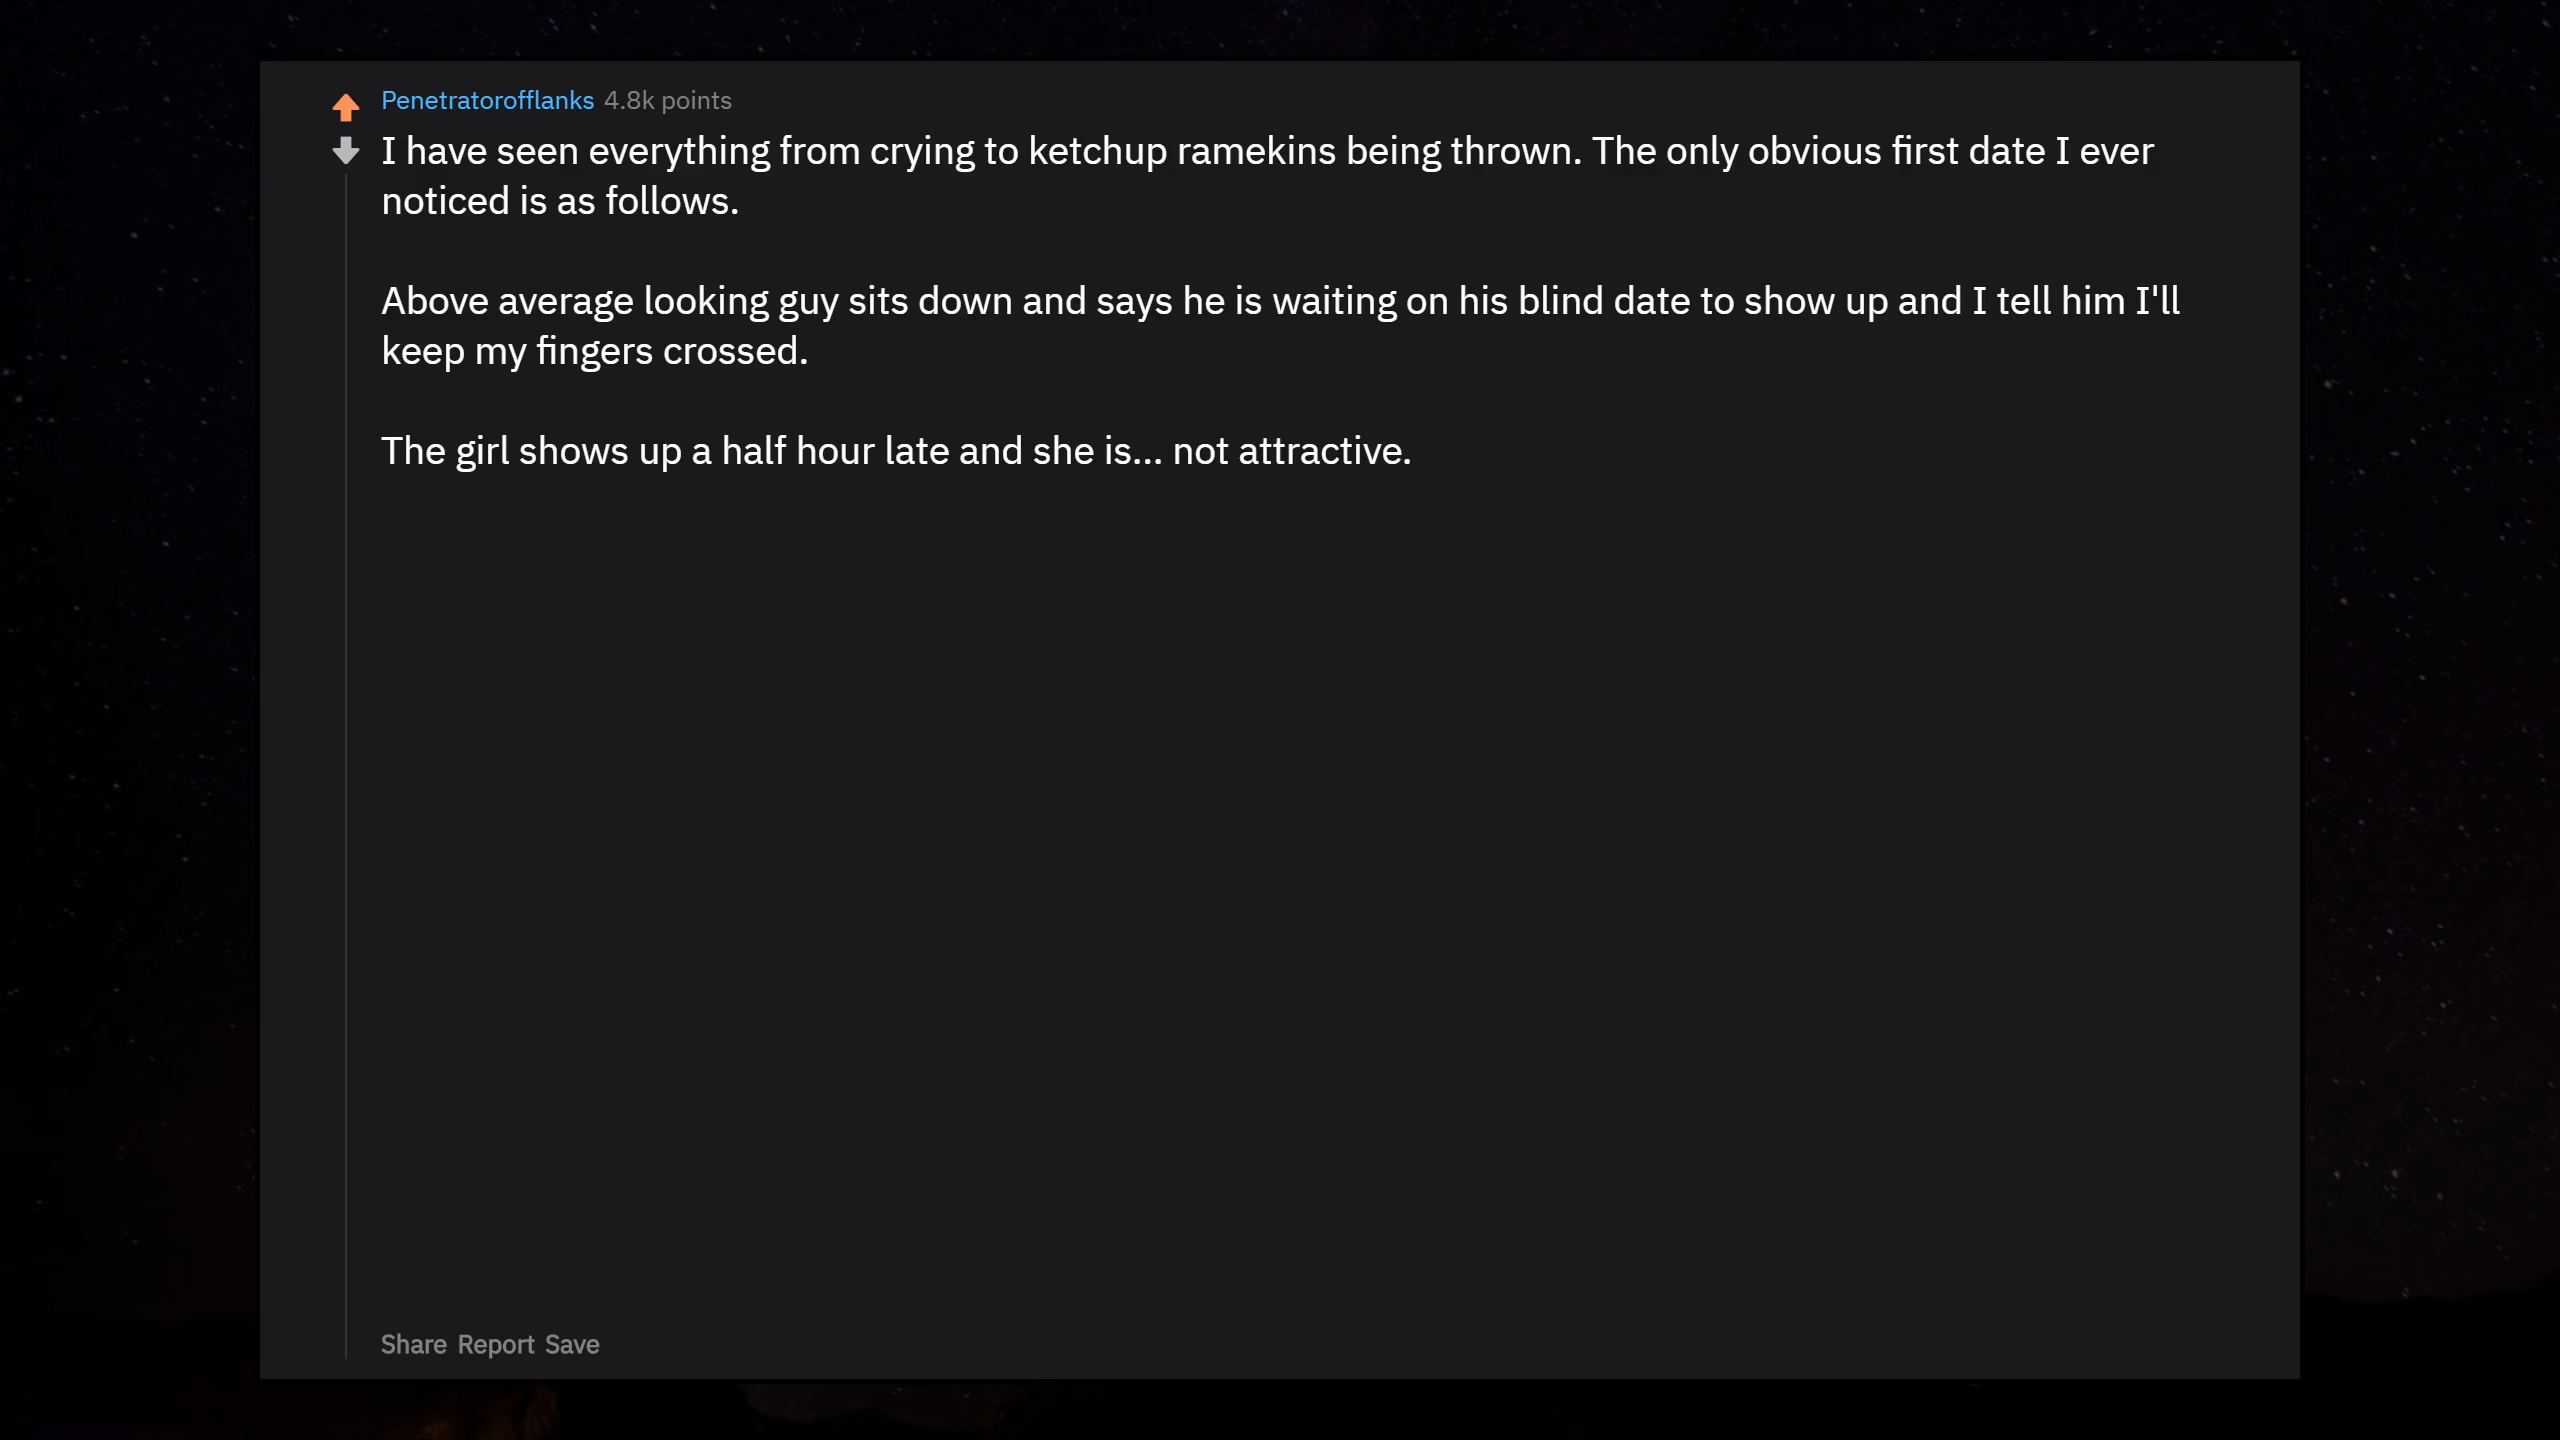 Penetratorofflanks 4.8k points
I have seen everything from crying to ketchup ramekins being thrown. The only obvious first date I ever
noticed is as follows.
Above average looking guy sits down and says he is waiting on his blind date to show up and I tell him I'll
keep my fingers crossed.
The girl shows up a half hour late and she is... not attractive.
Share Report Save